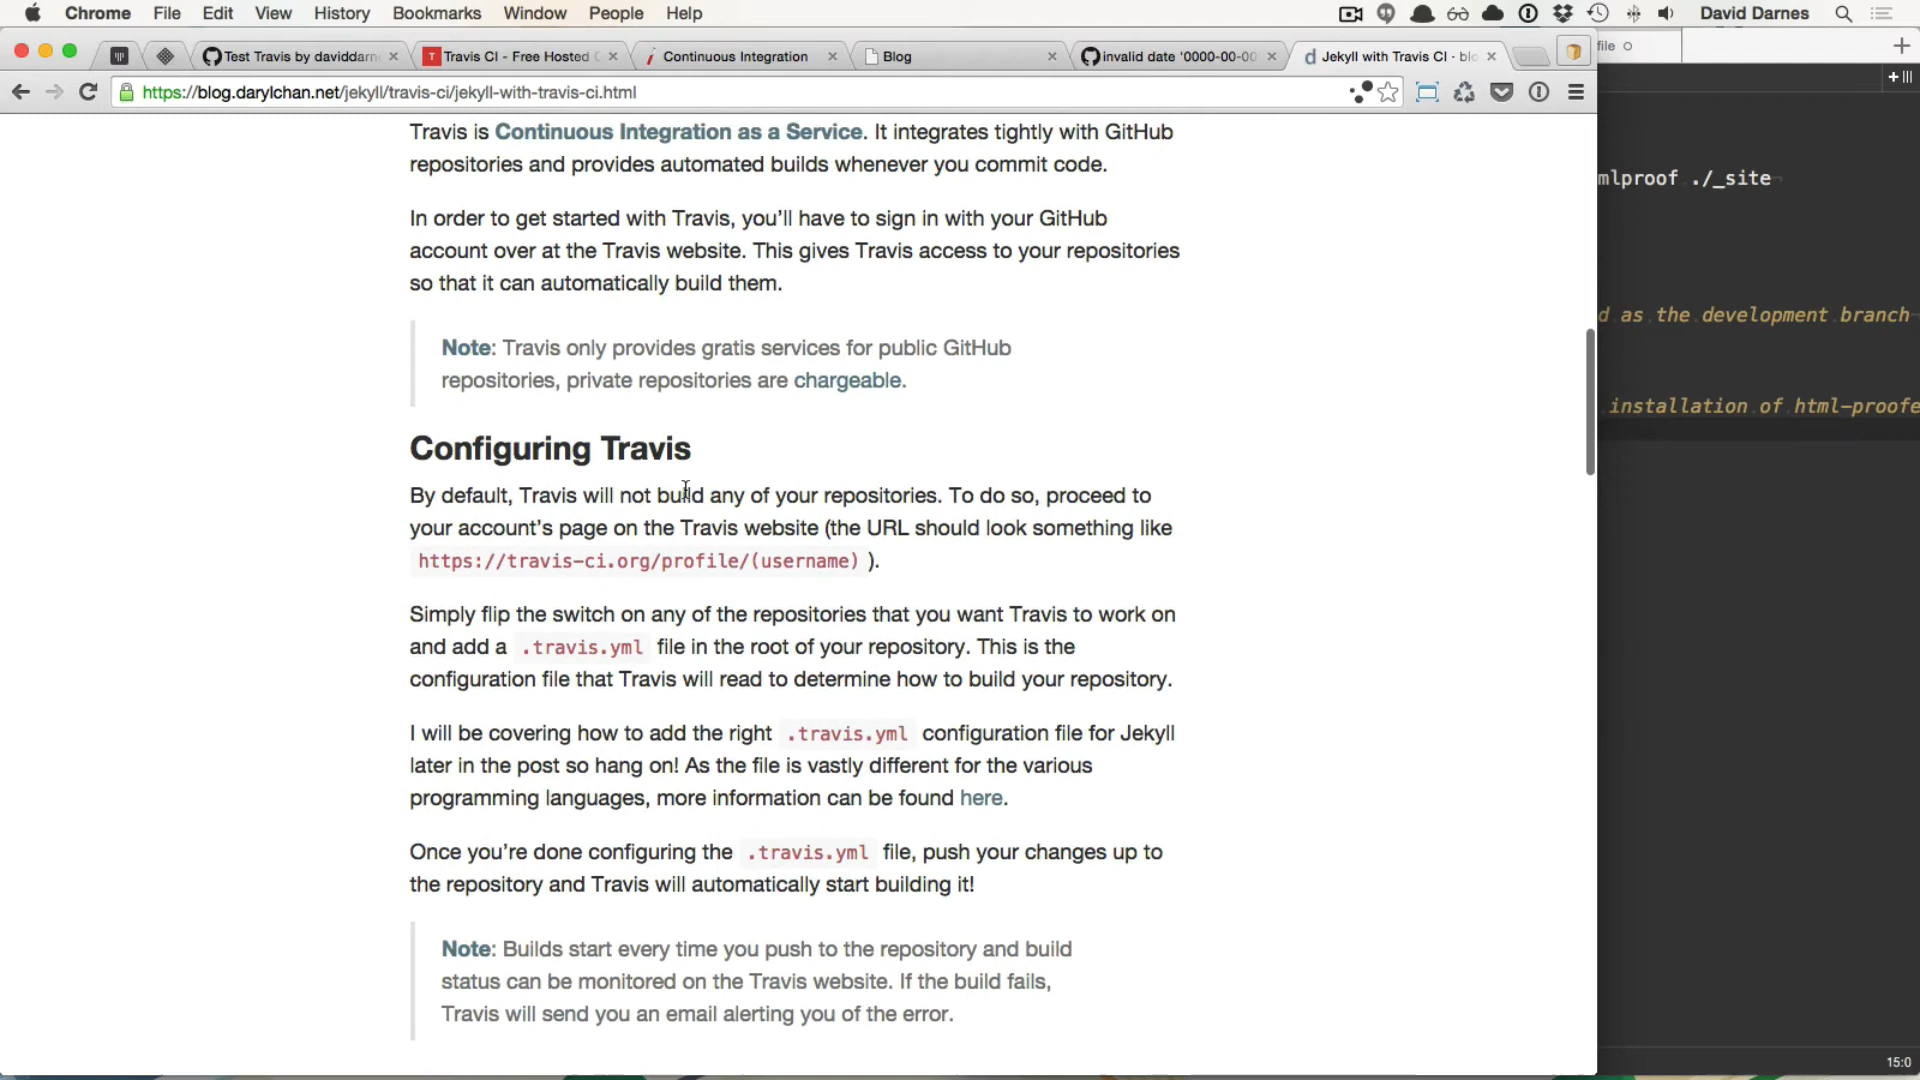 Chrome File Edit View History Bookmarks Window People Help David Darnes
Test Travis by daviddarn Travis CI - Free Hosted Continuous Integration Blog invalid date '0000-00-00 Jekyll with Travis CI · blo file
https://blog.darylchan.net/jekyll/travis-ci/jekyll-with-travis-ci.html
Travis is Continuous Integration as a Service. It integrates tightly with GitHub
repositories and provides automated builds whenever you commit code.
In order to get started with Travis, you’ll have to sign in with your GitHub
account over at the Travis website. This gives Travis access to your repositories
so that it can automatically build them.
Note: Travis only provides gratis services for public GitHub
repositories, private repositories are chargeable.
Configuring Travis
By default, Travis will not build any of your repositories. To do so, proceed to
your account’s page on the Travis website (the URL should look something like
https://travis-ci.org/profile/(username) ).
Simply flip the switch on any of the repositories that you want Travis to work on
and add a .travis.yml file in the root of your repository. This is the
configuration file that Travis will read to determine how to build your repository.
I will be covering how to add the right .travis.yml configuration file for Jekyll
later in the post so hang on! As the file is vastly different for the various
programming languages, more information can be found here.
Once you’re done configuring the .travis.yml file, push your changes up to
the repository and Travis will automatically start building it!
Note: Builds start every time you push to the repository and build
status can be monitored on the Travis website. If the build fails,
Travis will send you an email alerting you of the error.
mlproof ./_site
d as the development branch
installation of html-proofe
15:0